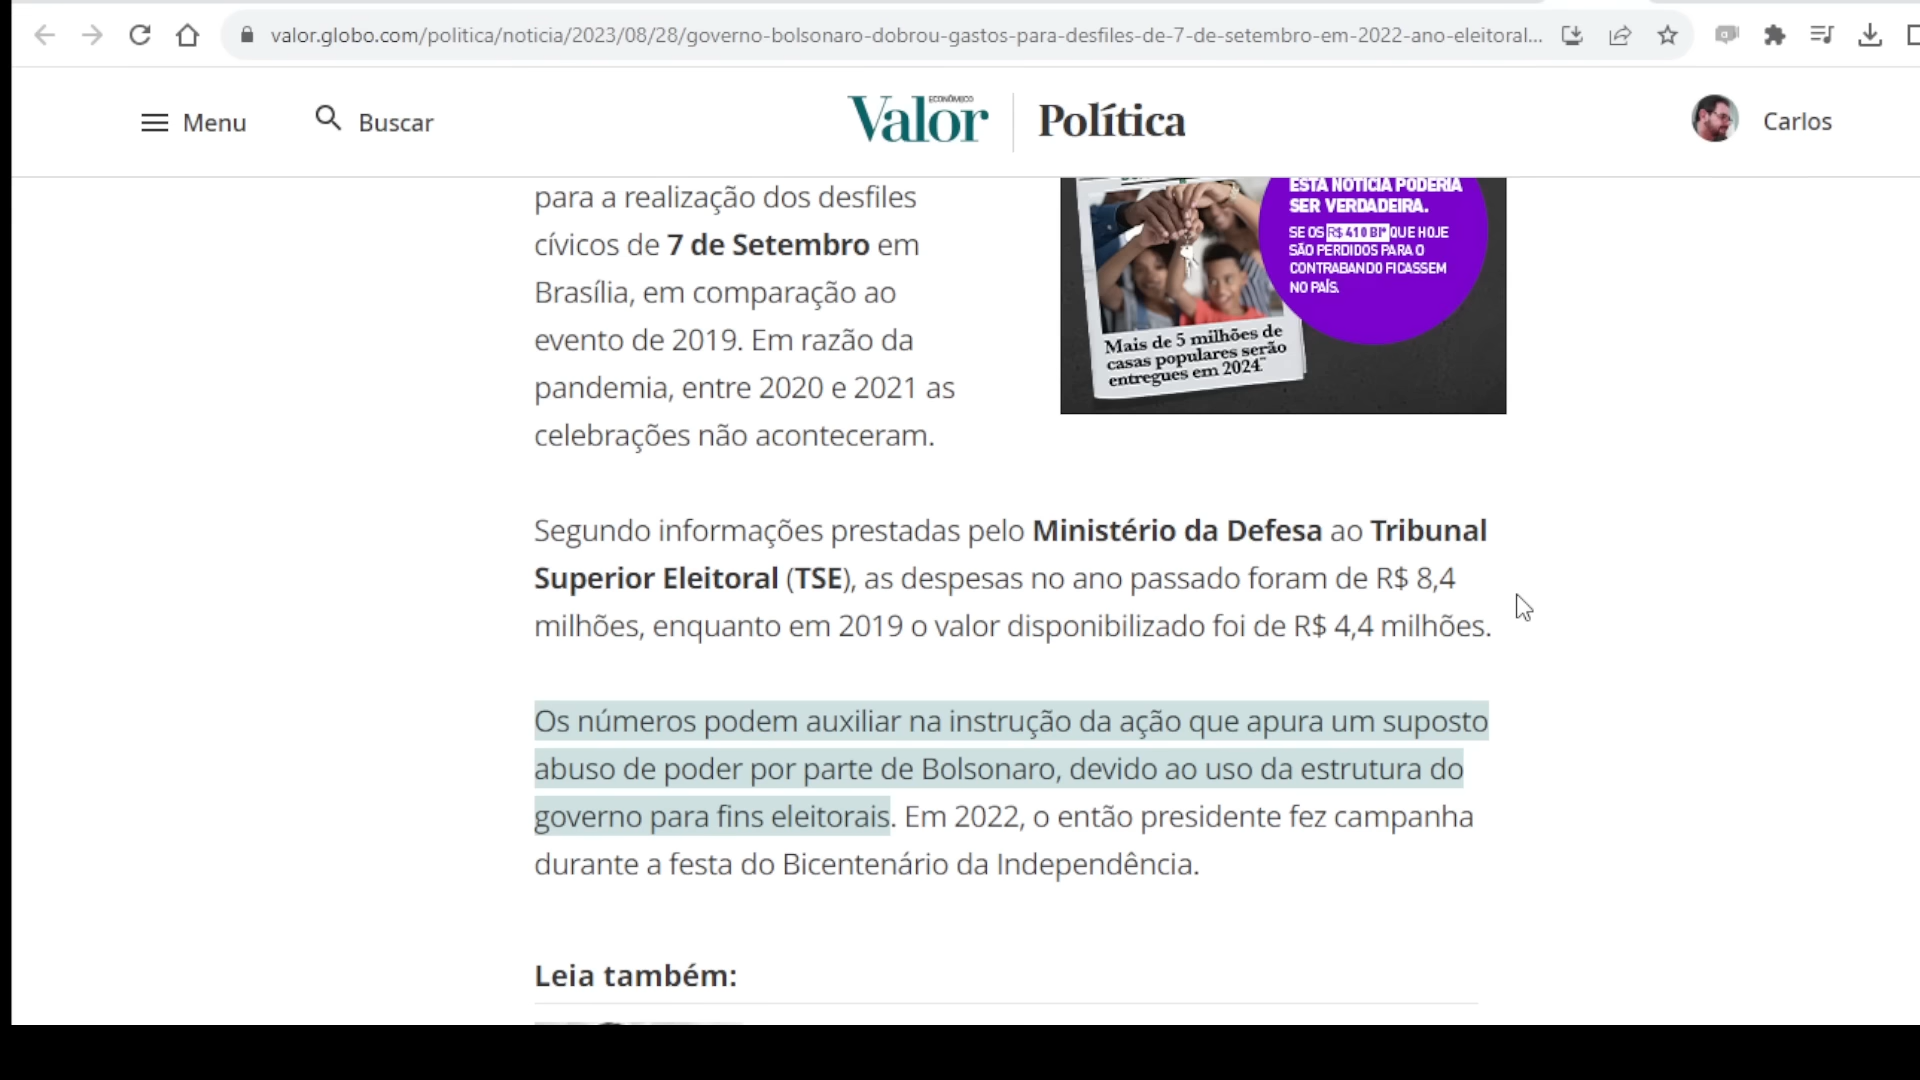 valor.globo.com/politica/noticia/2023/08/28/governo-bolsonaro-dobrou-gastos-para-desfiles-de-7-de-setembro-em-2022-ano-eleitoral...
Menu
Buscar
ECONÔMICO
Valor
Política
Carlos
para a realização dos desfiles
cívicos de 7 de Setembro em
Brasília, em comparação ao
evento de 2019. Em razão da
pandemia, entre 2020 e 2021 as
celebrações não aconteceram.
ESTA NOTÍCIA PODERIA
SER VERDADEIRA.
SE OS R$ 410 BI* QUE HOJE
SÃO PERDIDOS PARA O
CONTRABANDO FICASSEM
NO PAÍS.
Mais de 5 milhões de
casas populares serão
entregues em 2024"
Segundo informações prestadas pelo Ministério da Defesa ao Tribunal
Superior Eleitoral (TSE), as despesas no ano passado foram de R$ 8,4
milhões, enquanto em 2019 o valor disponibilizado foi de R$ 4,4 milhões.
Os números podem auxiliar na instrução da ação que apura um suposto
abuso de poder por parte de Bolsonaro, devido ao uso da estrutura do
governo para fins eleitorais. Em 2022, o então presidente fez campanha
durante a festa do Bicentenário da Independência.
Leia também: